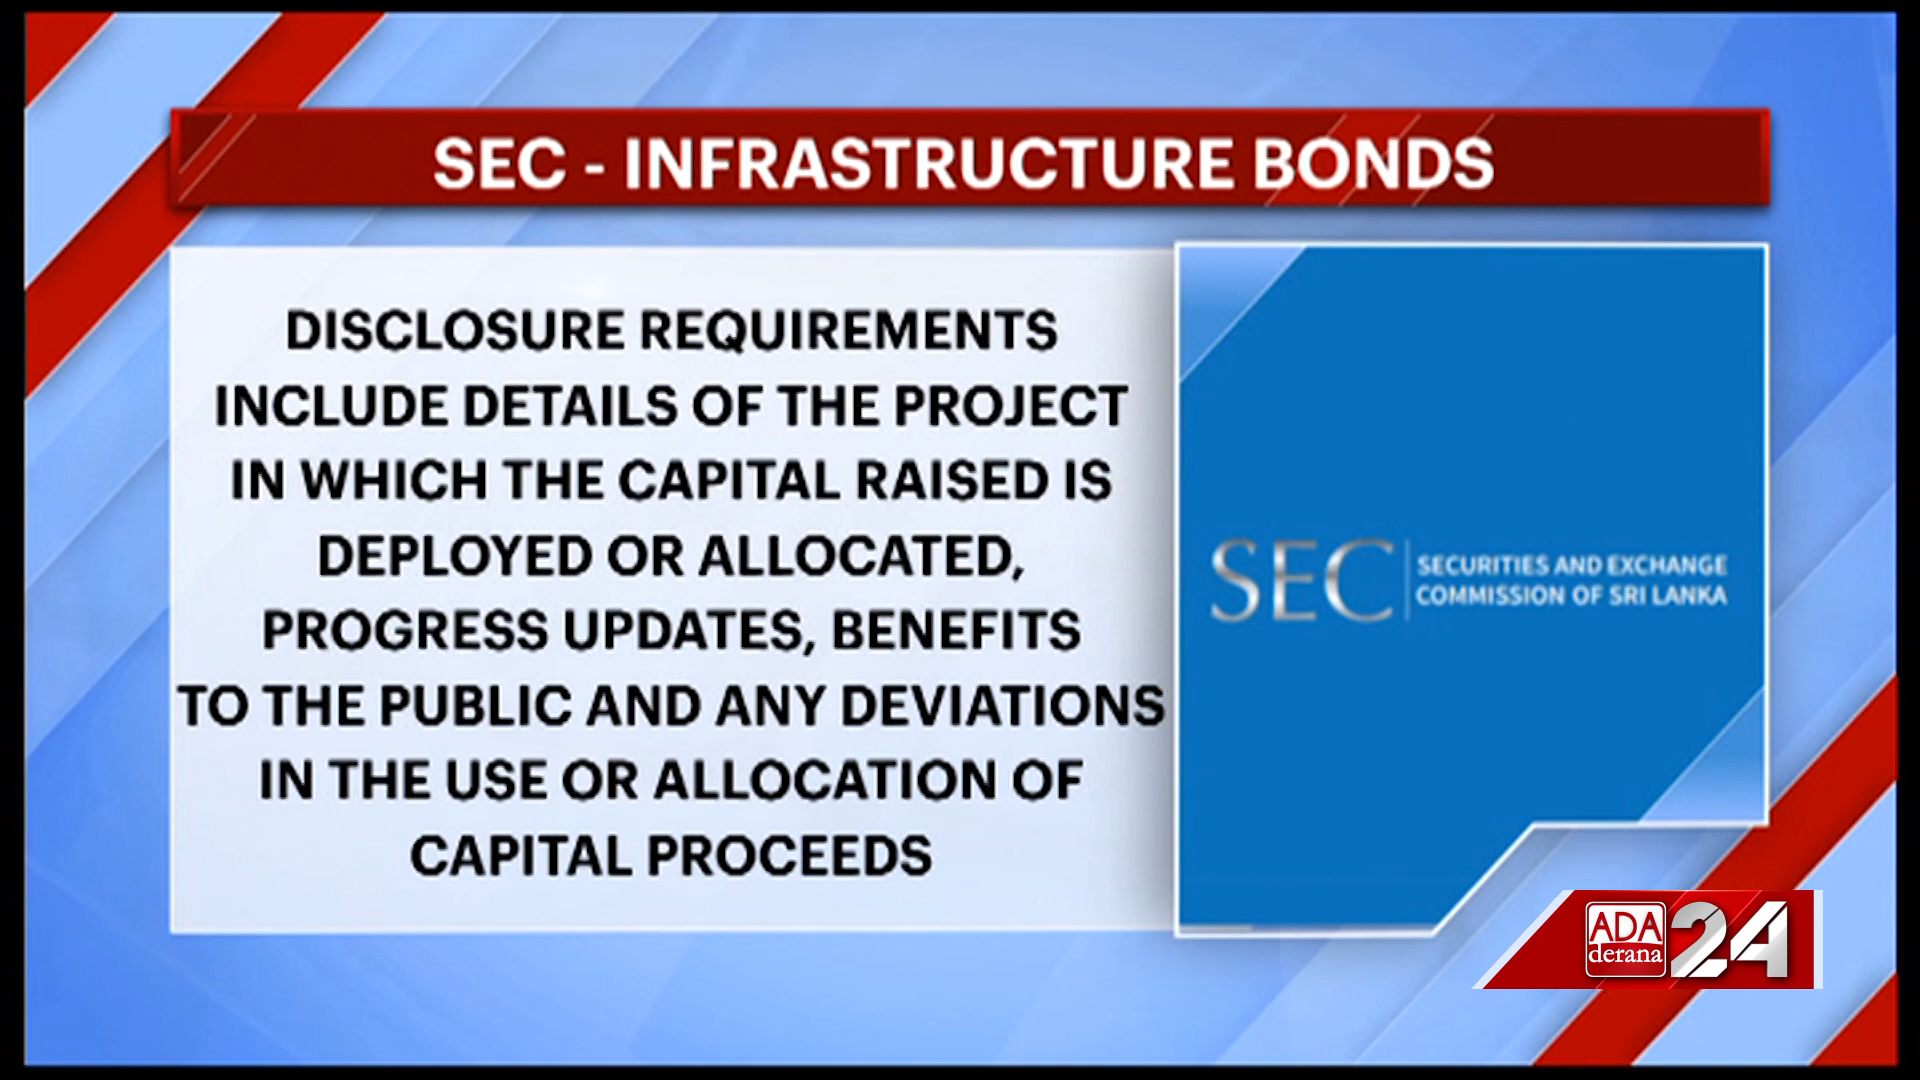 SEC - INFRASTRUCTURE BONDS
DISCLOSURE REQUIREMENTS
INCLUDE DETAILS OF THE PROJECT
IN WHICH THE CAPITAL RAISED IS
DEPLOYED OR ALLOCATED,
PROGRESS UPDATES, BENEFITS
TO THE PUBLIC AND ANY DEVIATIONS
IN THE USE OR ALLOCATION OF
CAPITAL PROCEEDS
SEC
SECURITIES AND EXCHANGE
COMMISSION OF SRI LANKA
ADA
derana
24